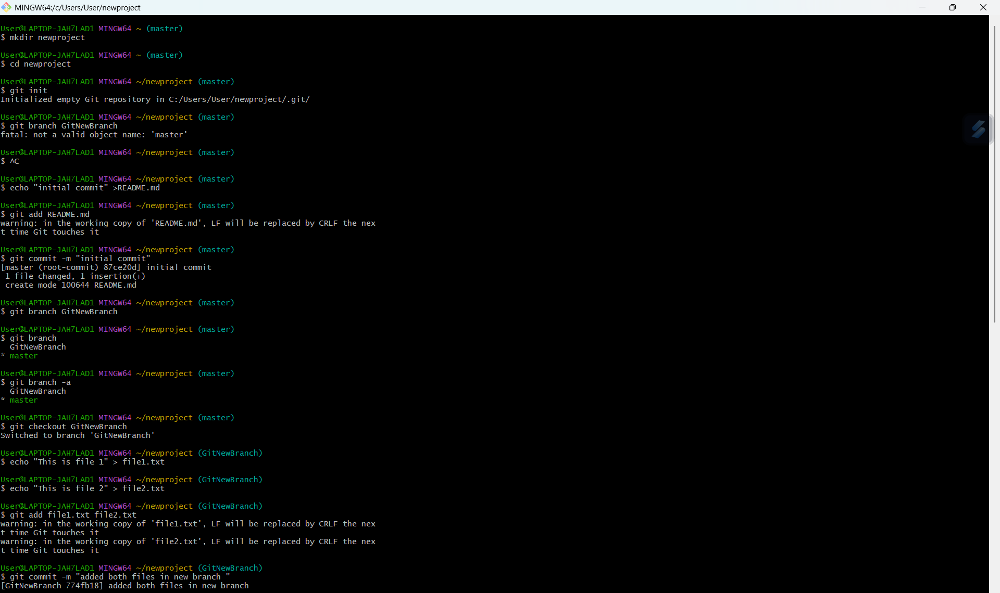 MINGW64:/c/Users/User/newproject
User@LAPTOP-JAH7LAD1 MINGW64 ~ (master)
$ mkdir newproject
User@LAPTOP-JAH7LAD1 MINGW64 ~ (master)
$ cd newproject
User@LAPTOP-JAH7LAD1 MINGW64 ~/newproject (master)
$ git init
Initialized empty Git repository in C:/Users/User/newproject/.git/
User@LAPTOP-JAH7LAD1 MINGW64 ~/newproject (master)
$ git branch GitNewBranch
fatal: not a valid object name: 'master'
User@LAPTOP-JAH7LAD1 MINGW64 ~/newproject (master)
$ ^C
User@LAPTOP-JAH7LAD1 MINGW64 ~/newproject (master)
$ echo "initial commit" >README.md
User@LAPTOP-JAH7LAD1 MINGW64 ~/newproject (master)
$ git add README.md
warning: in the working copy of 'README.md', LF will be replaced by CRLF the nex
t time Git touches it
User@LAPTOP-JAH7LAD1 MINGW64 ~/newproject (master)
$ git commit -m "initial commit"
[master (root-commit) 87ce20d] initial commit
 1 file changed, 1 insertion(+)
 create mode 100644 README.md
User@LAPTOP-JAH7LAD1 MINGW64 ~/newproject (master)
$ git branch GitNewBranch
User@LAPTOP-JAH7LAD1 MINGW64 ~/newproject (master)
$ git branch
  GitNewBranch
* master
User@LAPTOP-JAH7LAD1 MINGW64 ~/newproject (master)
$ git branch -a
  GitNewBranch
* master
User@LAPTOP-JAH7LAD1 MINGW64 ~/newproject (master)
$ git checkout GitNewBranch
Switched to branch 'GitNewBranch'
User@LAPTOP-JAH7LAD1 MINGW64 ~/newproject (GitNewBranch)
$ echo "This is file 1" > file1.txt
User@LAPTOP-JAH7LAD1 MINGW64 ~/newproject (GitNewBranch)
$ echo "This is file 2" > file2.txt
User@LAPTOP-JAH7LAD1 MINGW64 ~/newproject (GitNewBranch)
$ git add file1.txt file2.txt
warning: in the working copy of 'file1.txt', LF will be replaced by CRLF the nex
t time Git touches it
warning: in the working copy of 'file2.txt', LF will be replaced by CRLF the nex
t time Git touches it
User@LAPTOP-JAH7LAD1 MINGW64 ~/newproject (GitNewBranch)
$ git commit -m "added both files in new branch "
[GitNewBranch 774fb18] added both files in new branch